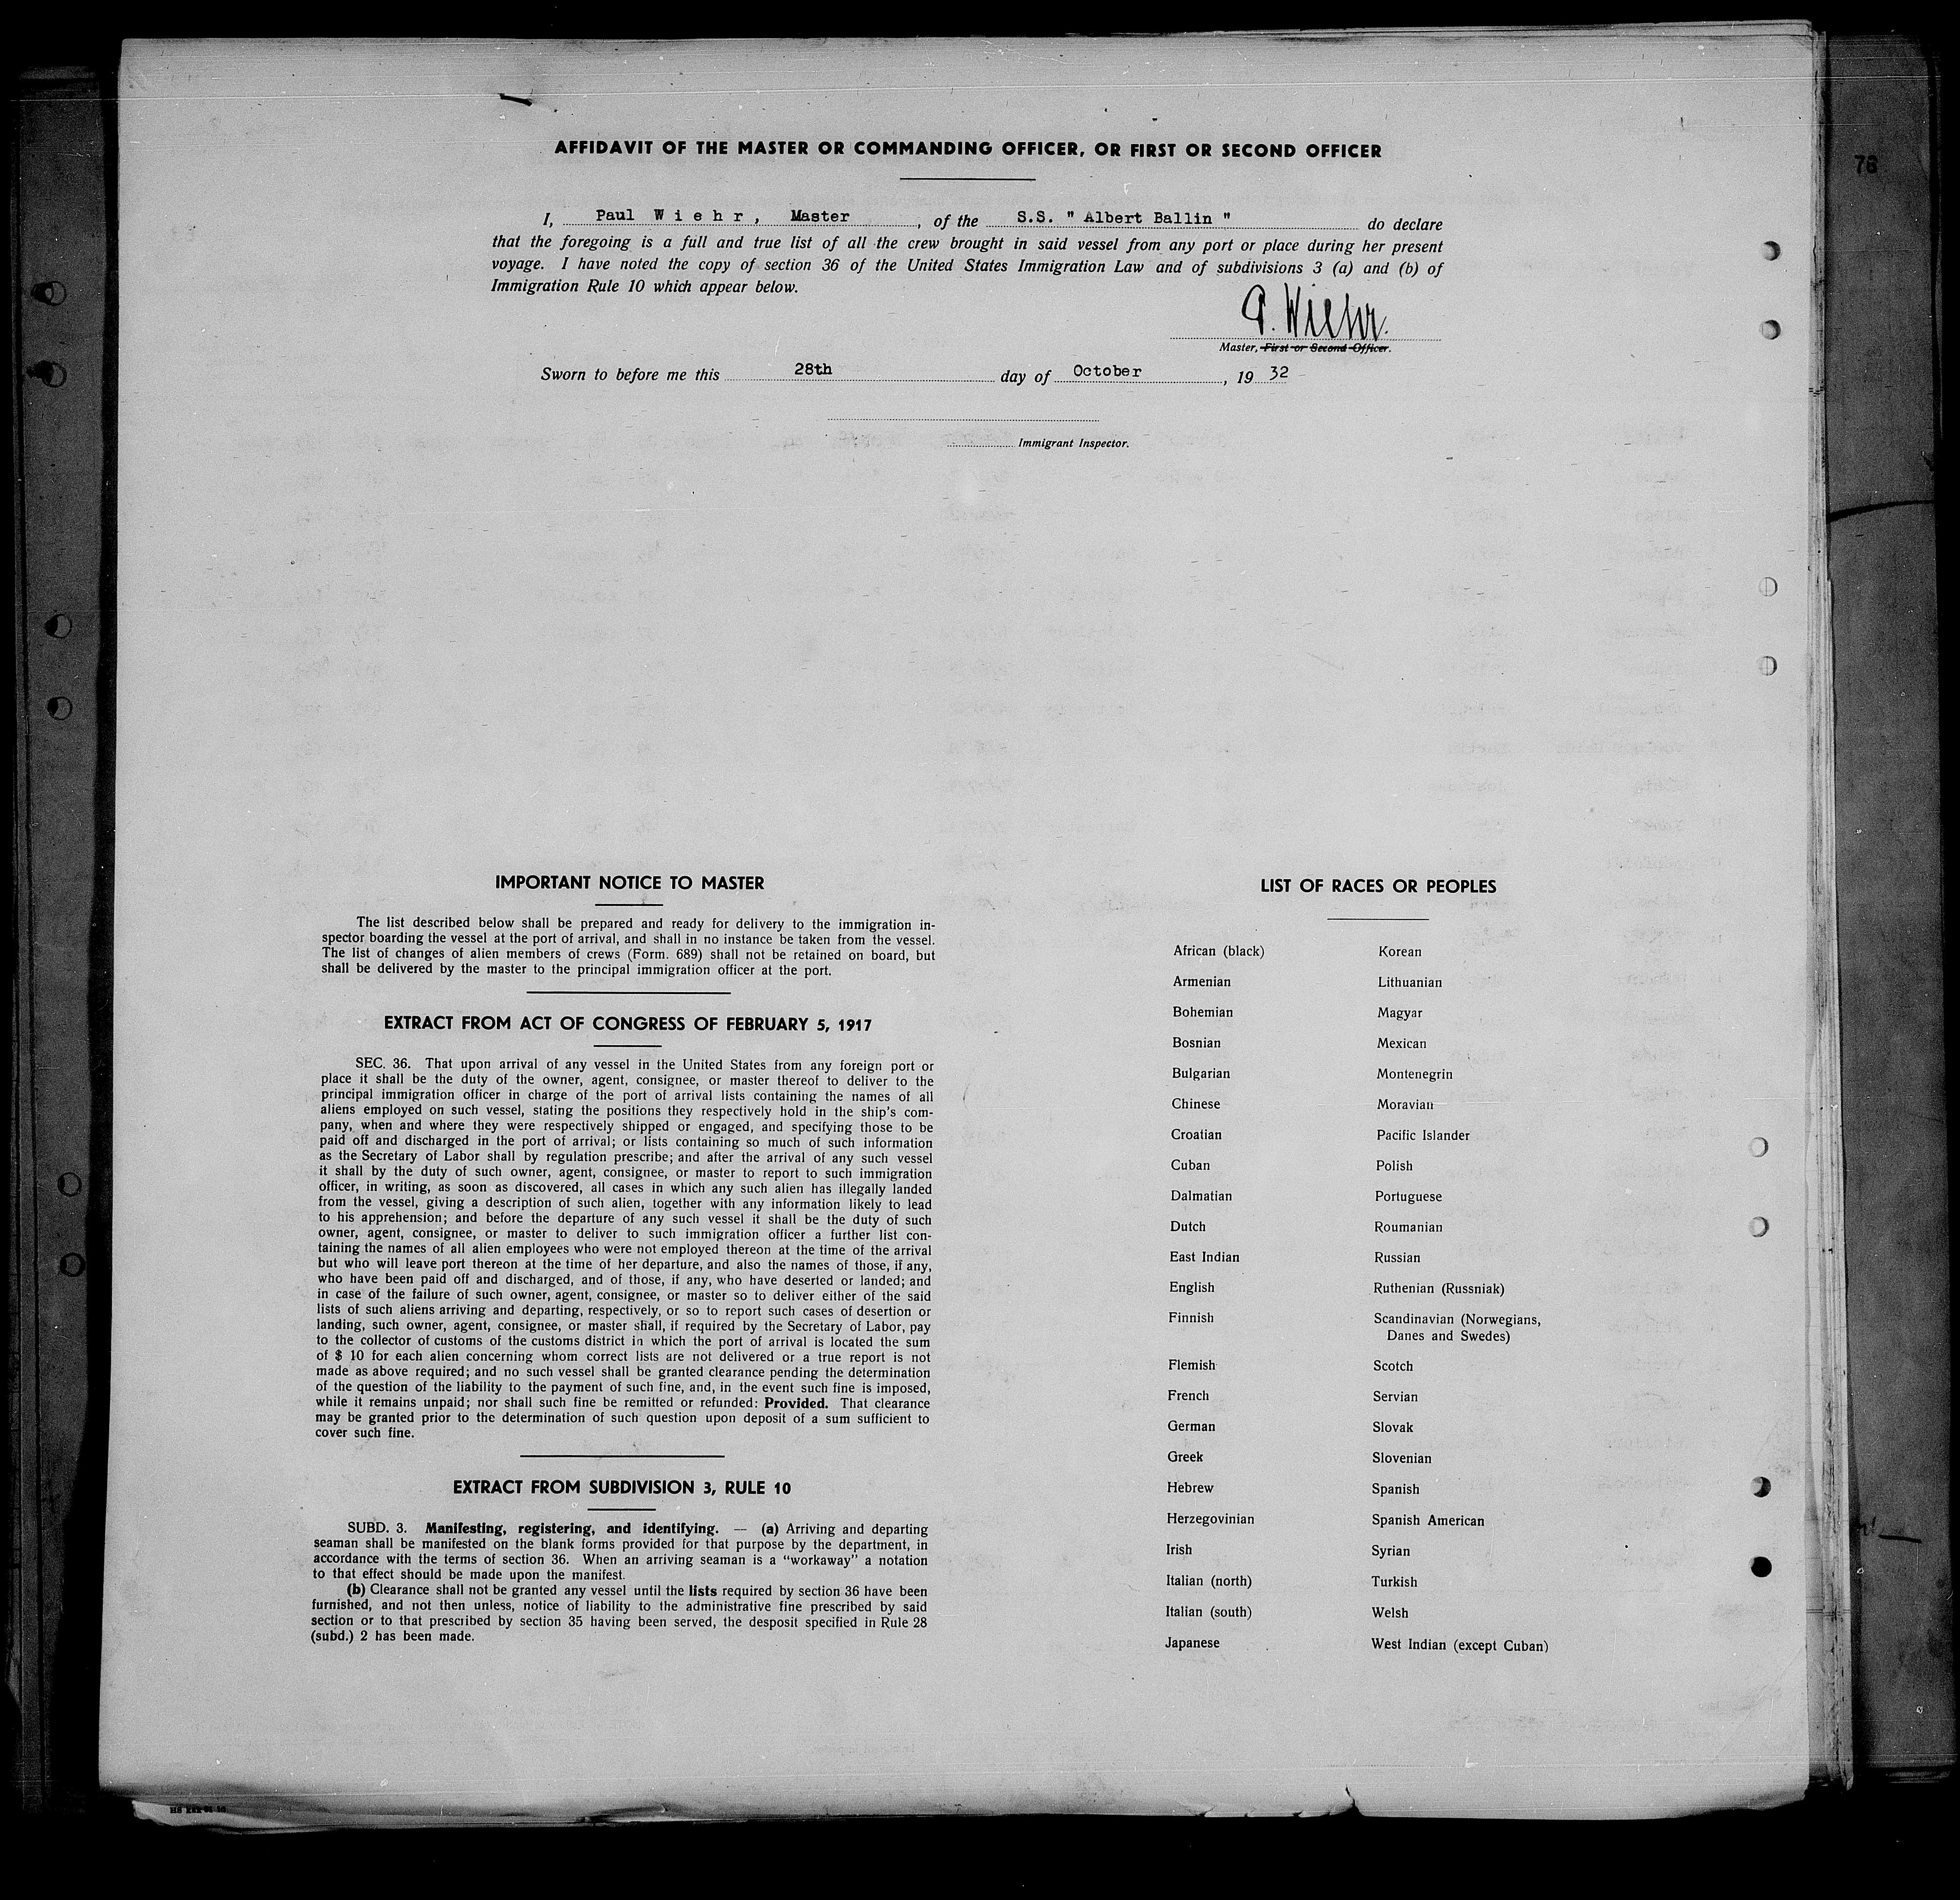 AFFIDAVIT OF THE MASTER OR COMMANDING OFFICER, OR FIRST OR SECOND OFFICER
78
I, Paul W i e h r , Master , of the S.S. " Albert Ballin " do declare
that the foregoing is a full and true list of all the crew brought in said vessel from any port or place during her present
voyage. I have noted the copy of section 36 of the United States Immigration Law and of subdivisions 3 (a) and (b) of
Immigration Rule 10 which appear below.
P. Wiehr.
Master, First or Second Officer.
Sworn to before me this 28th day of October , 19 32
Immigrant Inspector.
IMPORTANT NOTICE TO MASTER
The list described below shall be prepared and ready for delivery to the immigration in-
spector boarding the vessel at the port of arrival, and shall in no instance be taken from the vessel.
The list of changes of alien members of crews (Form. 689) shall not be retained on board, but
shall be delivered by the master to the principal immigration officer at the port.
EXTRACT FROM ACT OF CONGRESS OF FEBRUARY 5, 1917
SEC. 36. That upon arrival of any vessel in the United States from any foreign port or
place it shall be the duty of the owner, agent, consignee, or master thereof to deliver to the
principal immigration officer in charge of the port of arrival lists containing the names of all
aliens employed on such vessel, stating the positions they respectively hold in the ship's com-
pany, when and where they were respectively shipped or engaged, and specifying those to be
paid off and discharged in the port of arrival; or lists containing so much of such information
as the Secretary of Labor shall by regulation prescribe; and after the arrival of any such vessel
it shall by the duty of such owner, agent, consignee, or master to report to such immigration
officer, in writing, as soon as discovered, all cases in which any such alien has illegally landed
from the vessel, giving a description of such alien, together with any information likely to lead
to his apprehension; and before the departure of any such vessel it shall be the duty of such
owner, agent, consignee, or master to deliver to such immigration officer a further list con-
taining the names of all alien employees who were not employed thereon at the time of the arrival
but who will leave port thereon at the time of her departure, and also the names of those, if any,
who have been paid off and discharged, and of those, if any, who have deserted or landed; and
in case of the failure of such owner, agent, consignee, or master so to deliver either of the said
lists of such aliens arriving and departing, respectively, or so to report such cases of desertion or
landing, such owner, agent, consignee, or master shall, if required by the Secretary of Labor, pay
to the collector of customs of the customs district in which the port of arrival is located the sum
of $ 10 for each alien concerning whom correct lists are not delivered or a true report is not
made as above required; and no such vessel shall be granted clearance pending the determination
of the question of the liability to the payment of such fine, and, in the event such fine is imposed,
while it remains unpaid; nor shall such fine be remitted or refunded: Provided. That clearance
may be granted prior to the determination of such question upon deposit of a sum sufficient to
cover such fine.
EXTRACT FROM SUBDIVISION 3, RULE 10
SUBD. 3. Manifesting, registering, and identifying. — (a) Arriving and departing
seaman shall be manifested on the blank forms provided for that purpose by the department, in
accordance with the terms of section 36. When an arriving seaman is a "workaway" a notation
to that effect should be made upon the manifest.
(b) Clearance shall not be granted any vessel until the lists required by section 36 have been
furnished, and not then unless, notice of liability to the administrative fine prescribed by said
section or to that prescribed by section 35 having been served, the desposit specified in Rule 28
(subd.) 2 has been made.
LIST OF RACES OR PEOPLES
African (black)
Armenian
Bohemian
Bosnian
Bulgarian
Chinese
Croatian
Cuban
Dalmatian
Dutch
East Indian
English
Finnish
Flemish
French
German
Greek
Hebrew
Herzegovinian
Irish
Italian (north)
Italian (south)
Japanese
Korean
Lithuanian
Magyar
Mexican
Montenegrin
Moravian
Pacific Islander
Polish
Portuguese
Roumanian
Russian
Ruthenian (Russniak)
Scandinavian (Norwegians,
Danes and Swedes)
Scotch
Servian
Slovak
Slovenian
Spanish
Spanish American
Syrian
Turkish
Welsh
West Indian (except Cuban)